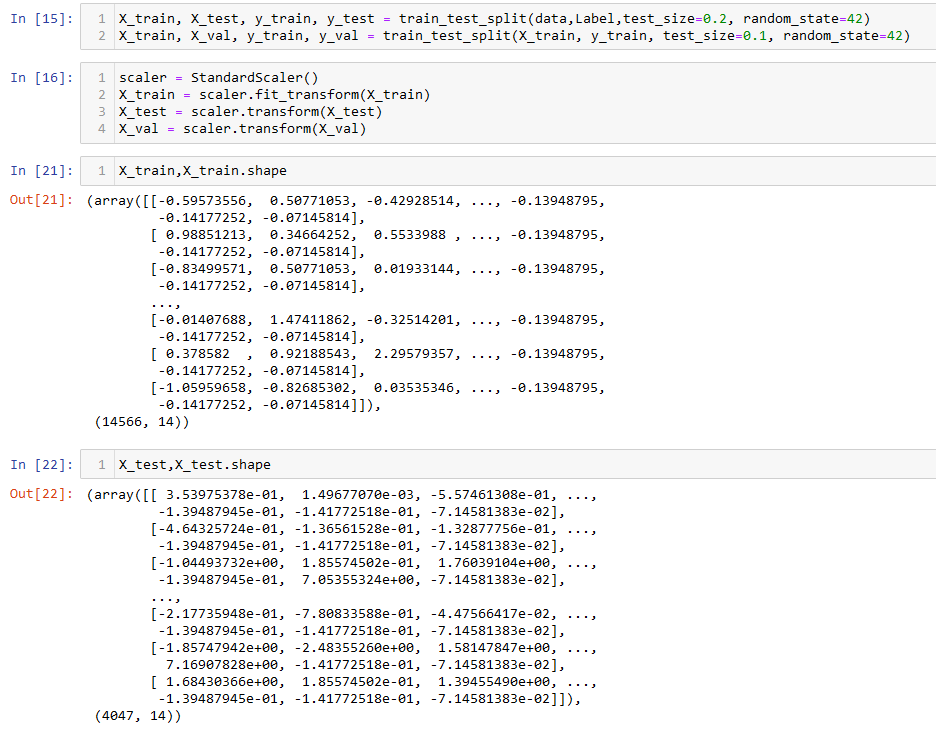 In [15]: 1 X_train, X_test, y_train, y_test = train_test_split(data,Label,test_size=0.2, random_state=42)
2 X_train, X_val, y_train, y_val = train_test_split(X_train, y_train, test_size=0.1, random_state=42)
In [16]: 1 scaler = StandardScaler()
2 X_train = scaler.fit_transform(X_train)
3 X_test = scaler.transform(X_test)
4 X_val = scaler.transform(X_val)
In [21]: 1 X_train,X_train.shape
Out[21]: (array([[-0.59573556,  0.50771053, -0.42928514, ..., -0.13948795,
-0.14177252, -0.07145814],
[ 0.98851213,  0.34664252,  0.5533988 , ..., -0.13948795,
-0.14177252, -0.07145814],
[-0.83499571,  0.50771053,  0.01933144, ..., -0.13948795,
-0.14177252, -0.07145814],
...,
[-0.01407688,  1.47411862, -0.32514201, ..., -0.13948795,
-0.14177252, -0.07145814],
[ 0.378582  ,  0.92188543,  2.29579357, ..., -0.13948795,
-0.14177252, -0.07145814],
[-1.05959658, -0.82685302,  0.03535346, ..., -0.13948795,
-0.14177252, -0.07145814]]),
(14566, 14))
In [22]: 1 X_test,X_test.shape
Out[22]: (array([[ 3.53975378e-01,  1.49677070e-03, -5.57461308e-01, ...,
-1.39487945e-01, -1.41772518e-01, -7.14581383e-02],
[-4.64325724e-01, -1.36561528e-01, -1.32877756e-01, ...,
-1.39487945e-01, -1.41772518e-01, -7.14581383e-02],
[-1.04493732e+00,  1.85574502e-01,  1.76039104e+00, ...,
-1.39487945e-01,  7.05355324e+00, -7.14581383e-02],
...,
[-2.17735948e-01, -7.80833588e-01, -4.47566417e-02, ...,
-1.39487945e-01, -1.41772518e-01, -7.14581383e-02],
[-1.85747942e+00, -2.48355260e+00,  1.58147847e+00, ...,
7.16907828e+00, -1.41772518e-01, -7.14581383e-02],
[ 1.68430366e+00,  1.85574502e-01,  1.39455490e+00, ...,
-1.39487945e-01, -1.41772518e-01, -7.14581383e-02]]),
(4047, 14))